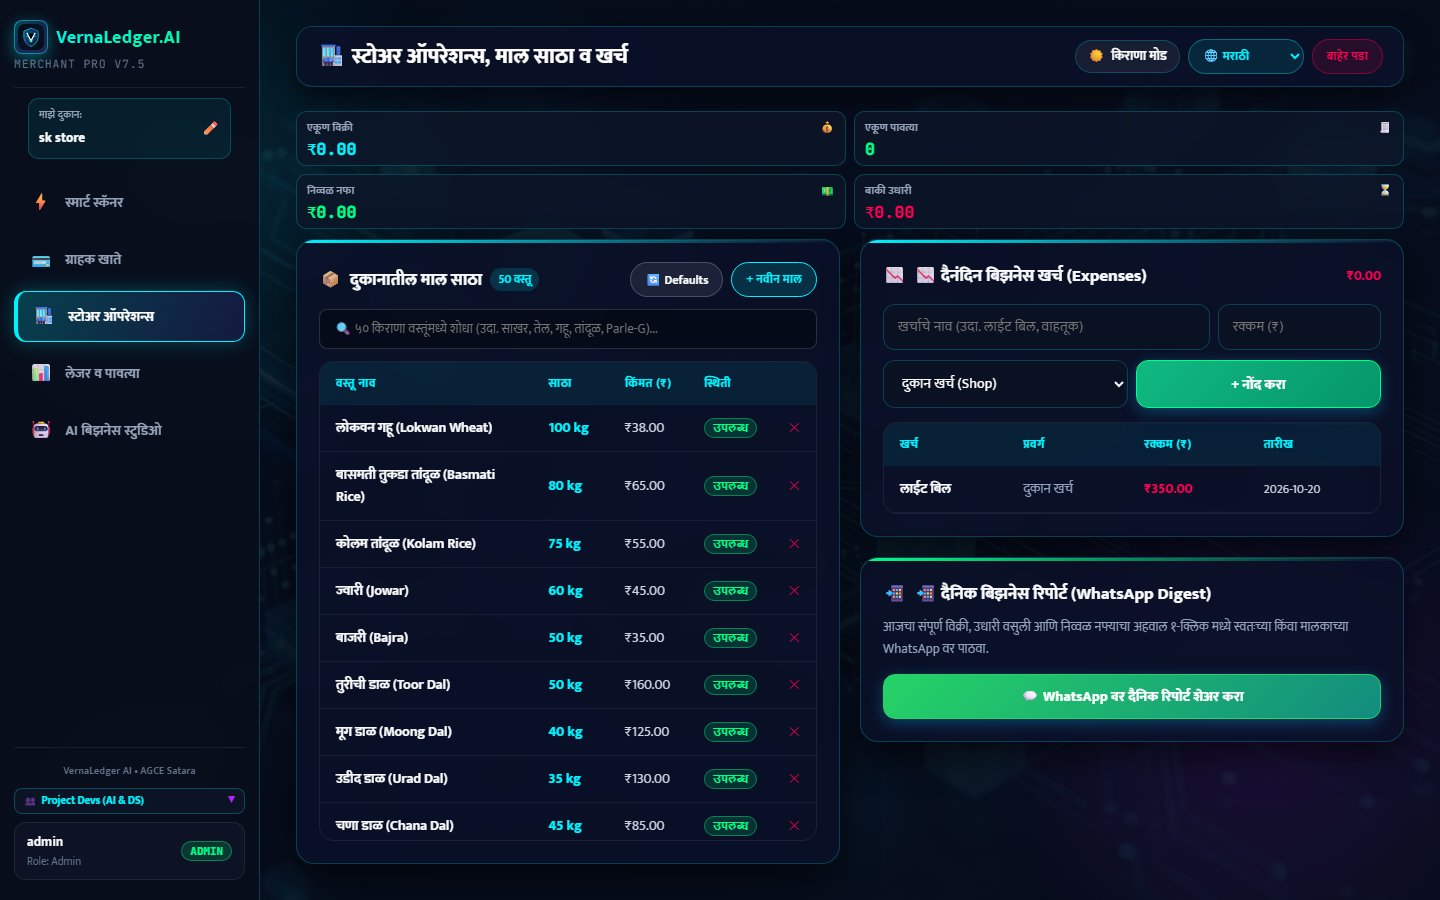 VernaLedger.AI
MERCHANT PRO V7.5
माझे दुकान:
sk store
स्मार्ट स्कॅनर
ग्राहक खाते
स्टोअर ऑपरेशन्स
लेजर व पावत्या
AI बिझनेस स्टुडिओ
VernaLedger AI • AGCE Satara
Project Devs (AI & DS)
admin
Role: Admin
ADMIN
स्टोअर ऑपरेशन्स, माल साठा व खर्च
किराणा मोड
मराठी
बाहेर पडा
एकूण विक्री
₹0.00
एकूण पावत्या
0
निव्वळ नफा
₹0.00
बाकी उधारी
₹0.00
दुकानातील माल साठा
50 वस्तू
Defaults
+ नवीन माल
५० किराणा वस्तूंमध्ये शोधा (उदा. साखर, तेल, गहू, तांदूळ, Parle-G)...
वस्तू नाव साठा किंमत (₹) स्थिती
लोकवन गहू (Lokwan Wheat) 100 kg ₹38.00 उपलब्ध
बासमती तुकडा तांदूळ (Basmati
Rice) 80 kg ₹65.00 उपलब्ध
कोलम तांदूळ (Kolam Rice) 75 kg ₹55.00 उपलब्ध
ज्वारी (Jowar) 60 kg ₹45.00 उपलब्ध
बाजरी (Bajra) 50 kg ₹35.00 उपलब्ध
तुरीची डाळ (Toor Dal) 50 kg ₹160.00 उपलब्ध
मूग डाळ (Moong Dal) 40 kg ₹125.00 उपलब्ध
उडीद डाळ (Urad Dal) 35 kg ₹130.00 उपलब्ध
चणा डाळ (Chana Dal) 45 kg ₹85.00 उपलब्ध
दैनंदिन बिझनेस खर्च (Expenses)
₹0.00
खर्चाचे नाव (उदा. लाईट बिल, वाहतूक)
रक्कम (₹)
दुकान खर्च (Shop)
+ नोंद करा
खर्च प्रवर्ग रक्कम (₹) तारीख
लाईट बिल दुकान खर्च ₹350.00 2026-10-20
दैनिक बिझनेस रिपोर्ट (WhatsApp Digest)
आजचा संपूर्ण विक्री, उधारी वसुली आणि निव्वळ नफ्याचा अहवाल १-क्लिक मध्ये स्वतःच्या किंवा मालकाच्या
WhatsApp वर पाठवा.
WhatsApp वर दैनिक रिपोर्ट शेअर करा